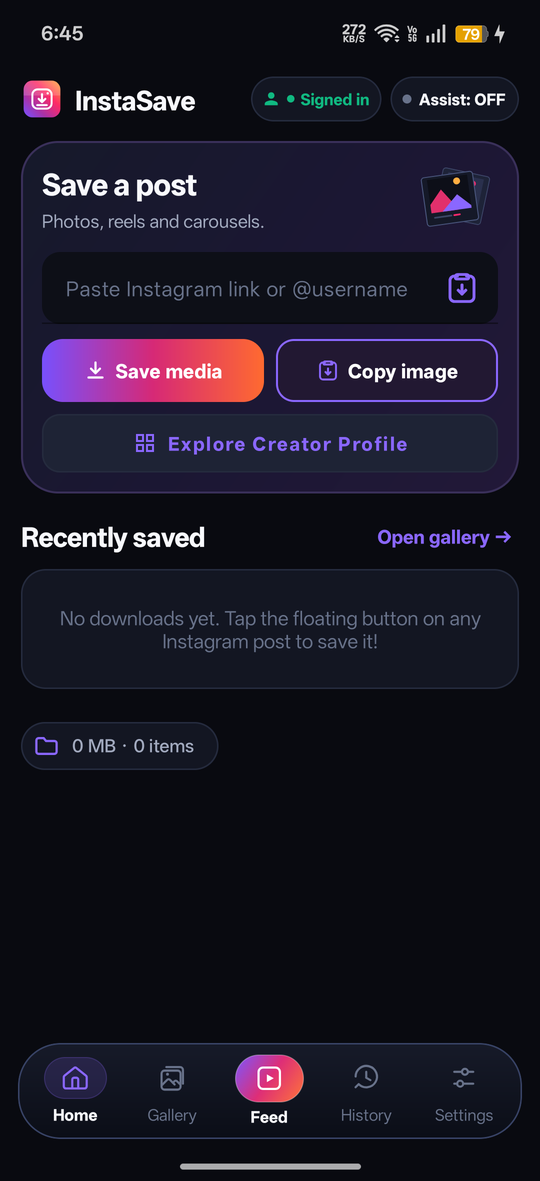 6:45
272
KB/S
Vo
5G
79
InstaSave
Signed in
Assist: OFF
Save a post
Photos, reels and carousels.
Paste Instagram link or @username
Save media
Copy image
Explore Creator Profile
Recently saved
Open gallery →
No downloads yet. Tap the floating button on any
Instagram post to save it!
0 MB · 0 items
Home
Gallery
Feed
History
Settings